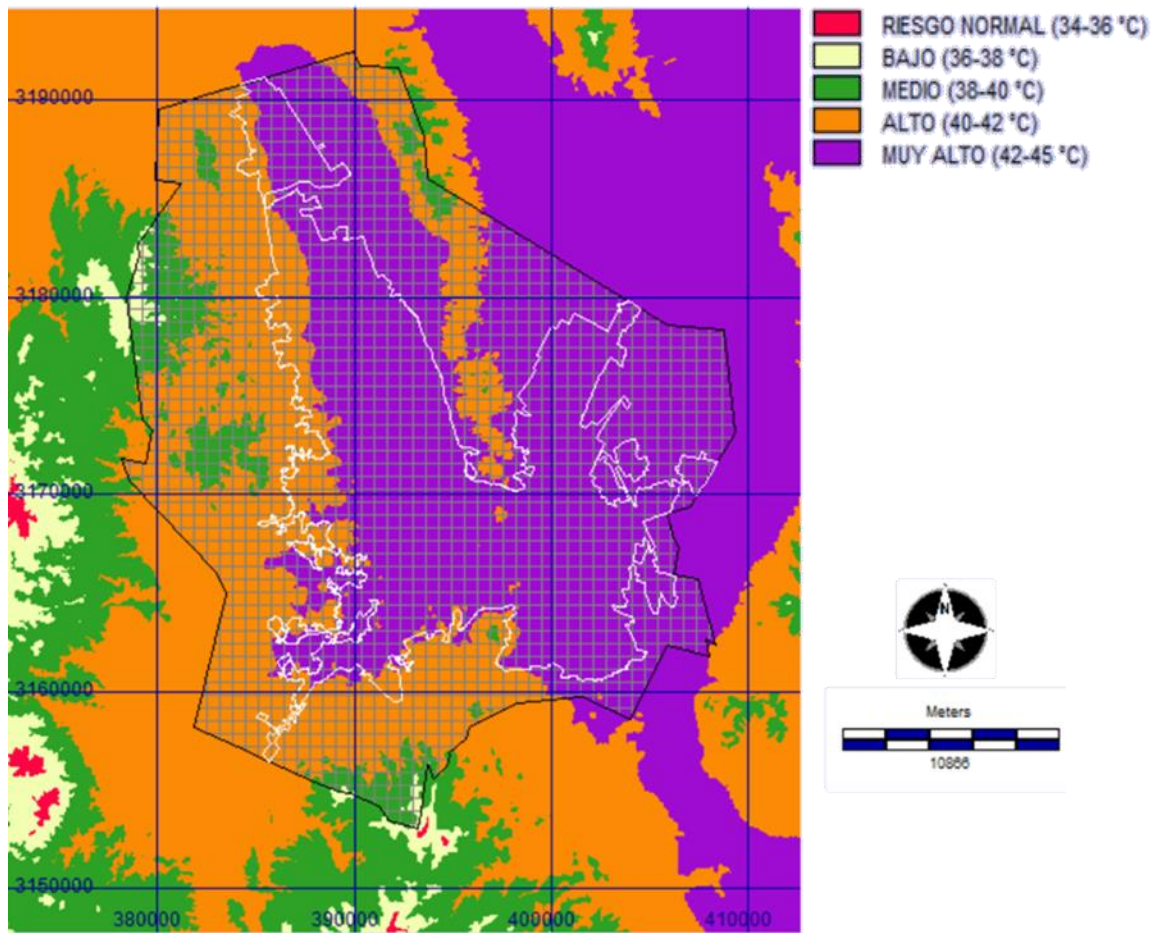 RIESGO NORMAL (34-36 °C)
BAJO (36-38 °C)
MEDIO (38-40 °C)
ALTO (40-42 °C)
MUY ALTO (42-45 °C)
3190000
3180000
3170000
3160000
3150000
380000
390000
400000
410000
N
Meters
10866